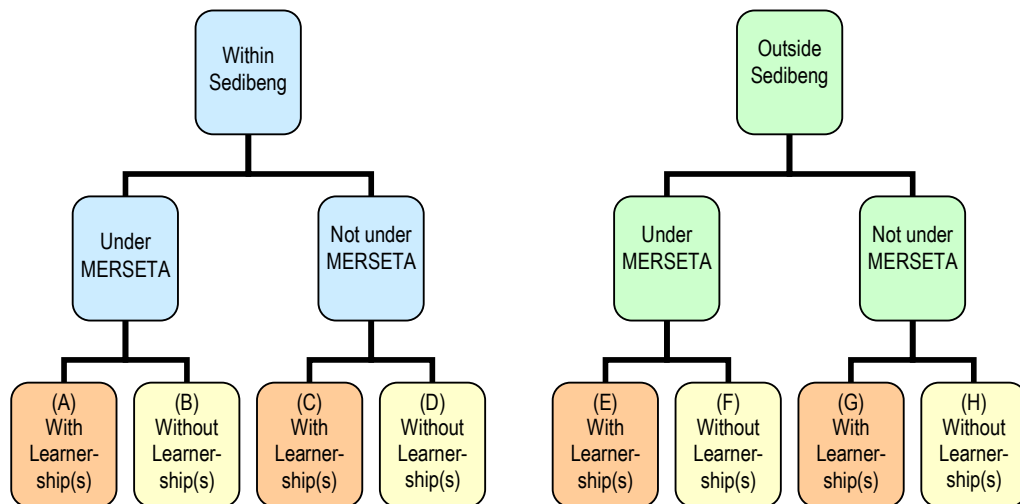 Within
Sedibeng
Outside
Sedibeng
Under
MERSETA
Not under
MERSETA
Under
MERSETA
Not under
MERSETA
(A)
With
Learner-
ship(s)
(B)
Without
Learner-
ship(s)
(C)
With
Learner-
ship(s)
(D)
Without
Learner-
ship(s)
(E)
With
Learner-
ship(s)
(F)
Without
Learner-
ship(s)
(G)
With
Learner-
ship(s)
(H)
Without
Learner-
ship(s)